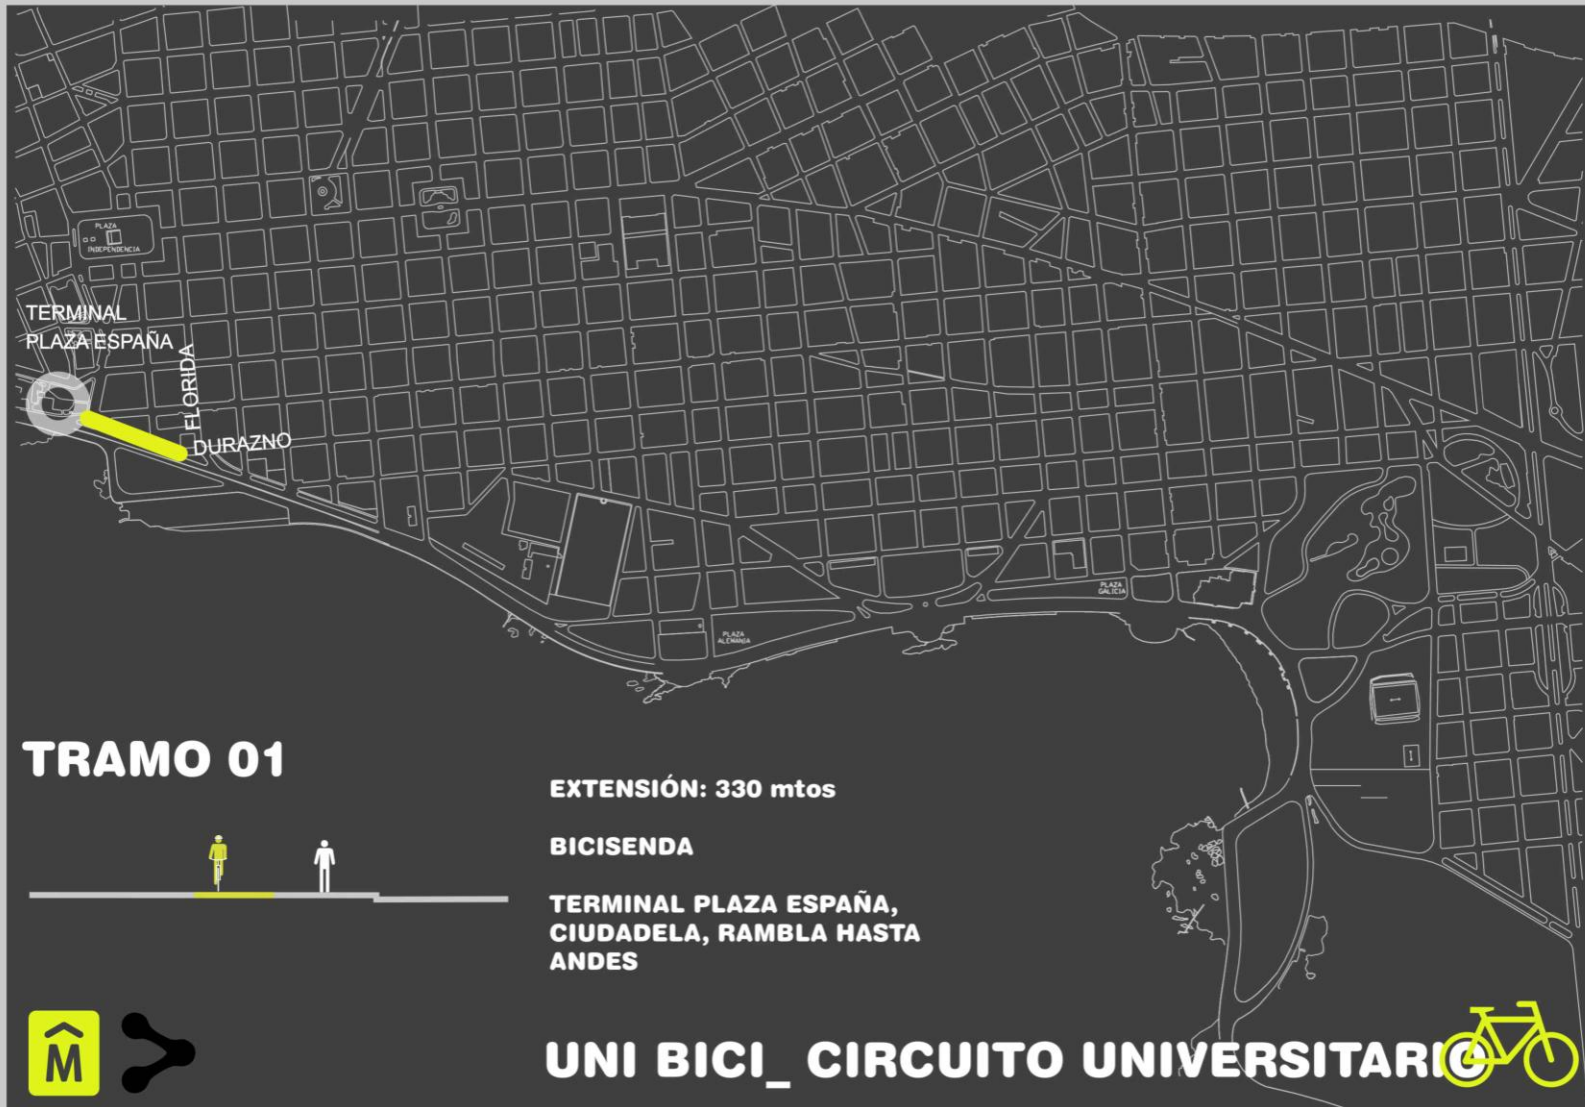 PLAZA
INDEPENDENCIA
TERMINAL
PLAZA ESPAÑA
FLORIDA
DURAZNO
PLAZA
GALICIA
PLAZA
ALEMANIA
TRAMO 01
EXTENSIÓN: 330 mtos
BICISENDA
TERMINAL PLAZA ESPAÑA,
CIUDADELA, RAMBLA HASTA
ANDES
M
UNI BICI_ CIRCUITO UNIVERSITARIO